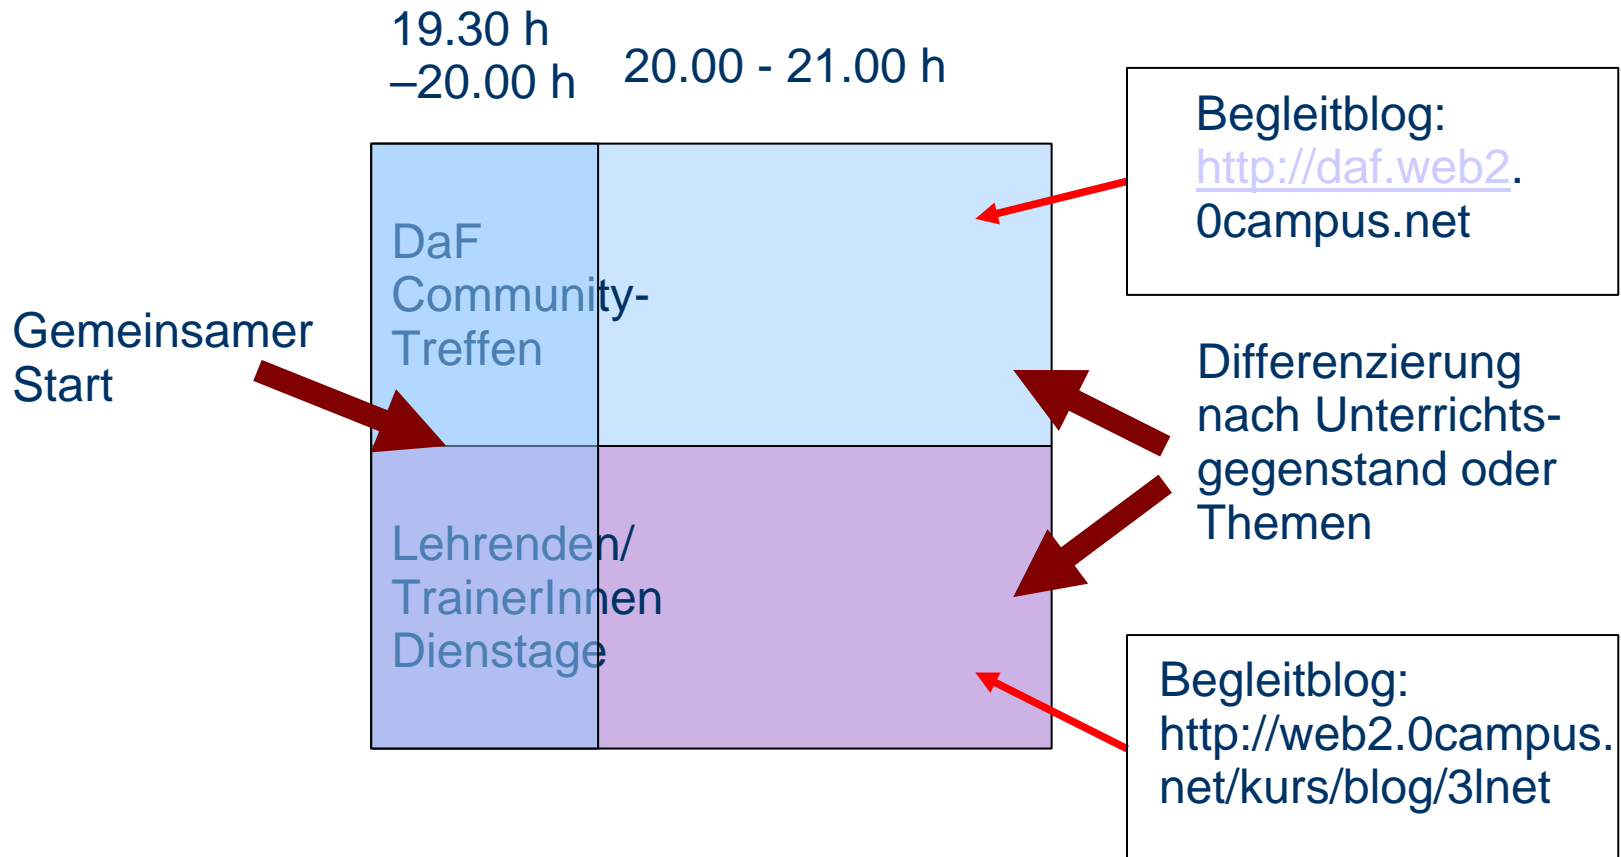 19.30 h
–20.00 h
20.00 - 21.00 h
Begleitblog:
http://daf.web2.
0campus.net
DaF
Community-
Treffen
Gemeinsamer
Start
Differenzierung
nach Unterrichts-
gegenstand oder
Themen
Lehrenden/
TrainerInnen
Dienstage
Begleitblog:
http://web2.0campus.
net/kurs/blog/3lnet